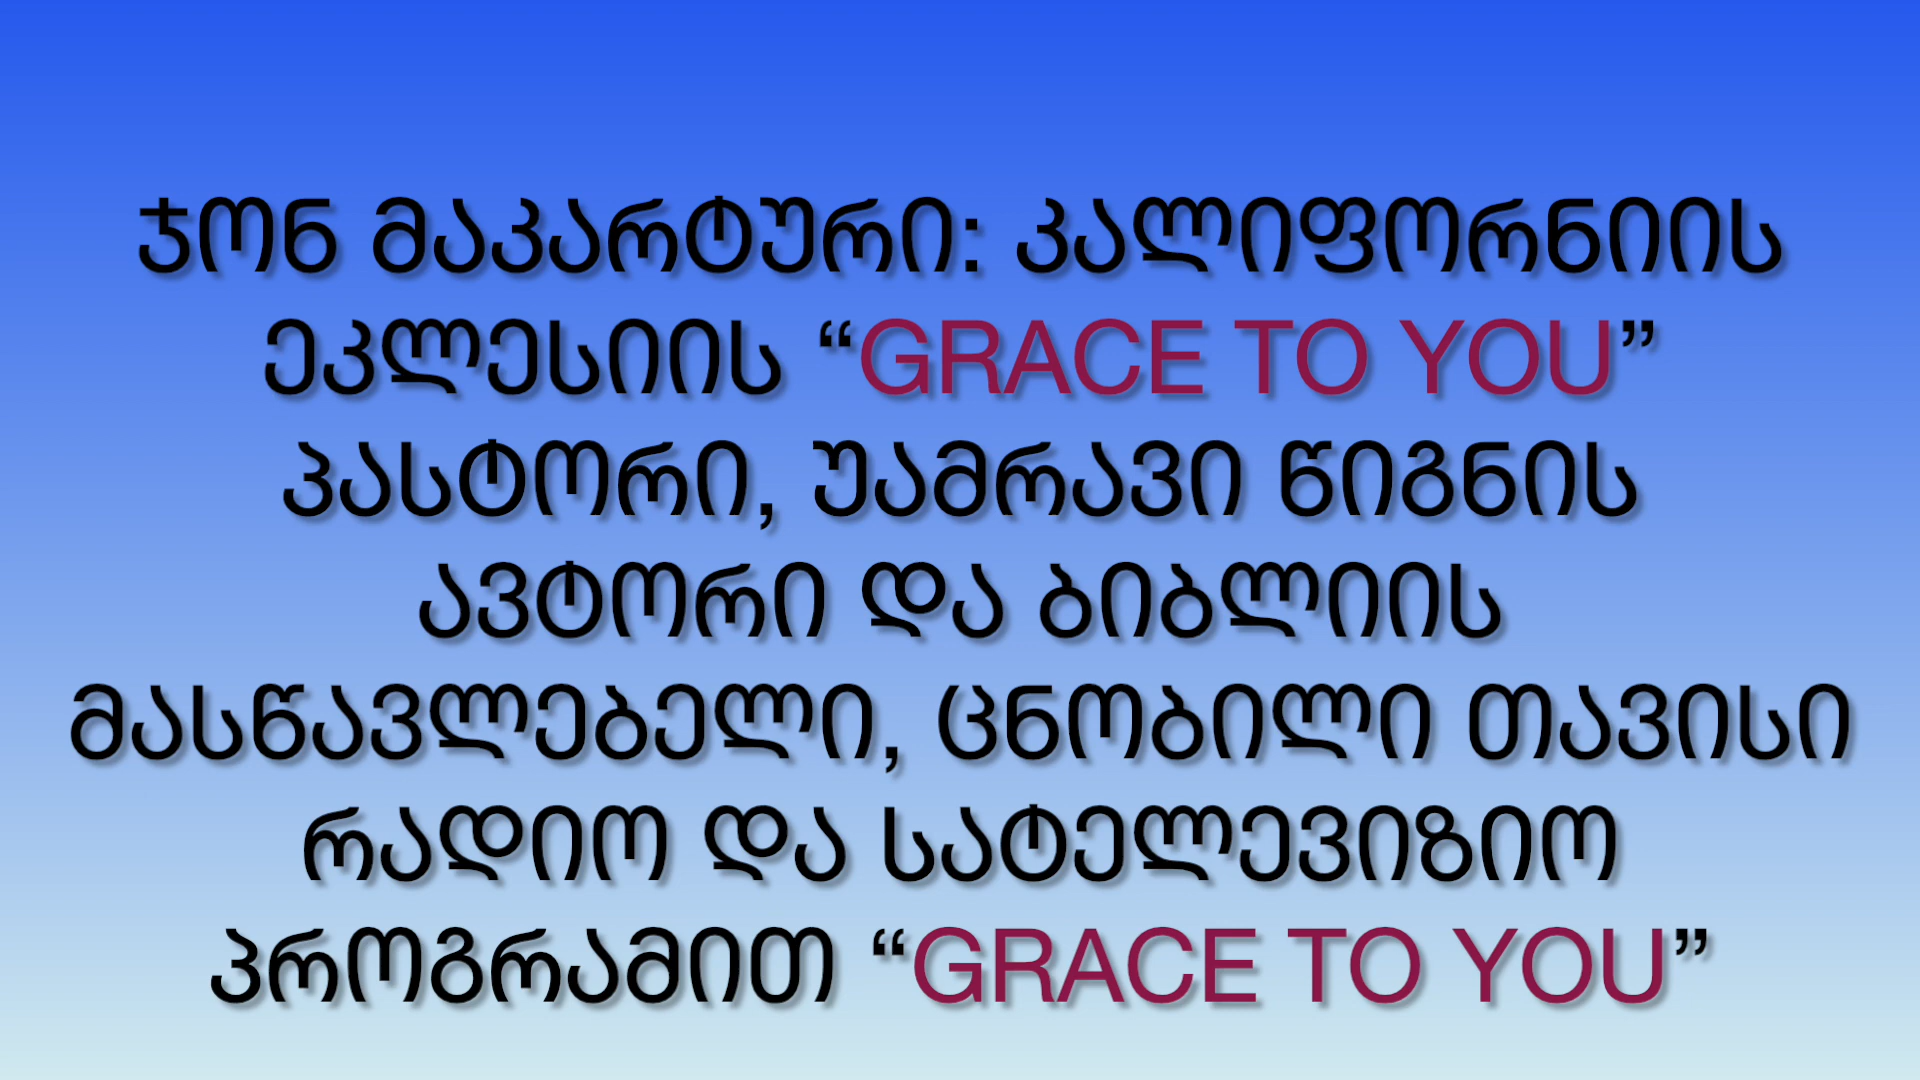 ჯონ მაკარტური: კალიფორნიის
ეკლესიის “GRACE TO YOU”
პასტორი, უამრავი წიგნის
ავტორი და ბიბლიის
მასწავლებელი, ცნობილი თავისი
რადიო და სატელევიზიო
პროგრამით “GRACE TO YOU”